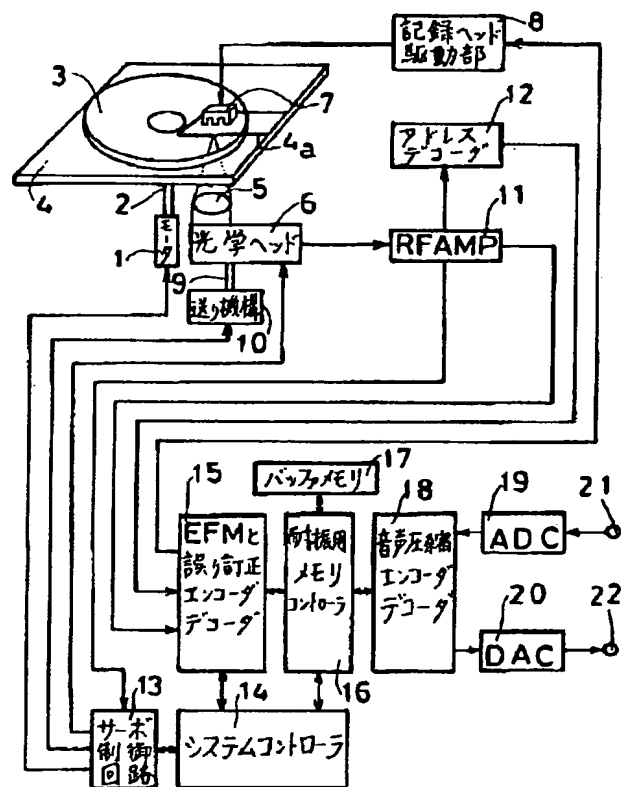 8
記録ヘッド
駆動部
3
7
12
アドレス
デコーダ
4a
4
2
5
6
11
1
モータ
光学ヘッド
RFAMP
9
送り機構
10
17
バッファメモリ
15
EFMと
誤り訂正
エンコーダ
デコーダ
耐振用
メモリ
コントローラ
16
18
音声圧縮
エンコーダ
デコーダ
19
ADC
21
20
DAC
22
13
サーボ
制御
回路
14
システムコントローラ